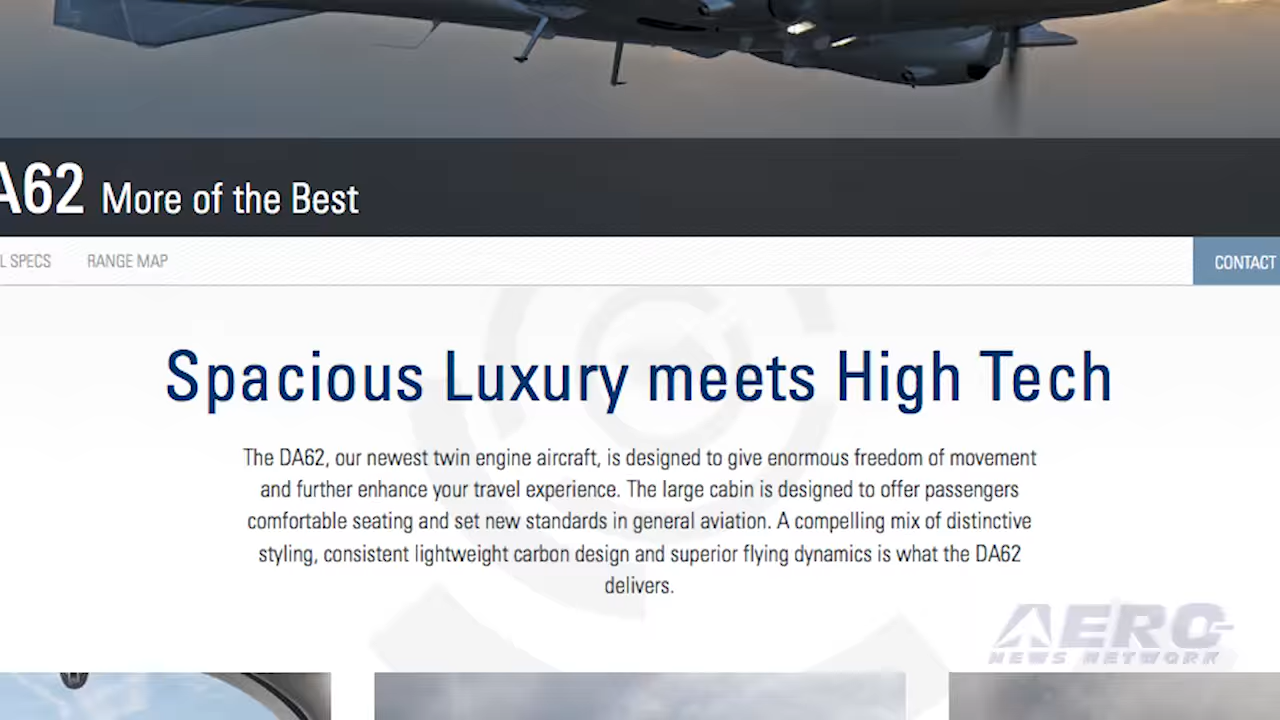 A62 More of the Best
L SPECS RANGE MAP CONTACT
Spacious Luxury meets High Tech
The DA62, our newest twin engine aircraft, is designed to give enormous freedom of movement
and further enhance your travel experience. The large cabin is designed to offer passengers
comfortable seating and set new standards in general aviation. A compelling mix of distinctive
styling, consistent lightweight carbon design and superior flying dynamics is what the DA62
delivers.
AERO
NEWS NETWORK